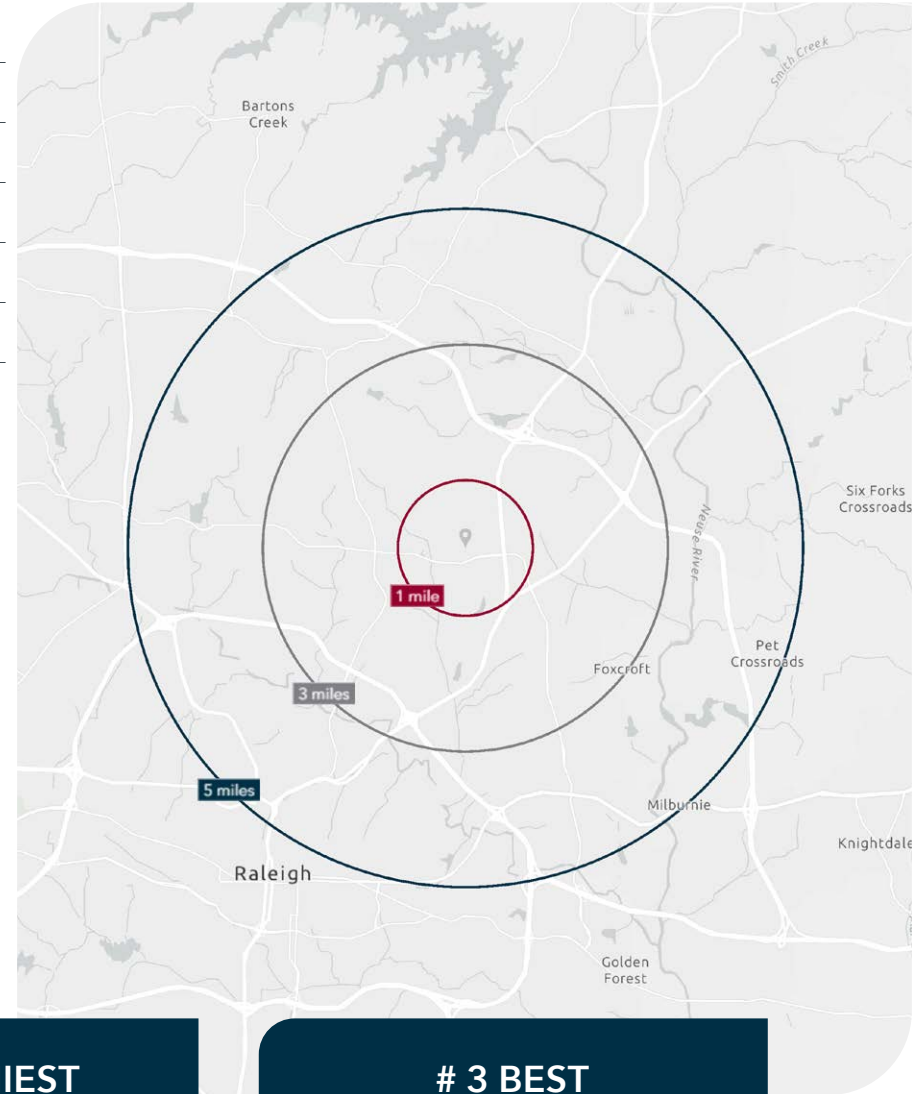 Smith Creek
Bartons
Creek
Six Forks
Crossroads
Neuse River
1 mile
Pet
Crossroads
Foxcroft
3 miles
5 miles
Milburnie
Knightdale
Raleigh
Golden
Forest
IEST
# 3 BEST